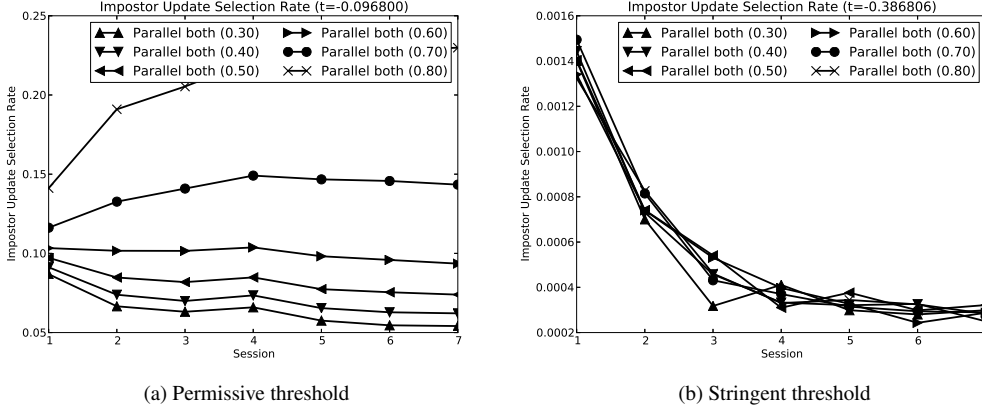 Impostor Update Selection Rate (t=-0.096800)
0.25
0.20
0.15
0.10
0.05
Impostor Update Selection Rate
Parallel both (0.30)
Parallel both (0.40)
Parallel both (0.50)
Parallel both (0.60)
Parallel both (0.70)
Parallel both (0.80)
1 2 3 4 5 6 7
Session
(a) Permissive threshold
Impostor Update Selection Rate (t=-0.386806)
0.0016
0.0014
0.0012
0.0010
0.0008
0.0006
0.0004
0.0002
Impostor Update Selection Rate
Parallel both (0.30)
Parallel both (0.40)
Parallel both (0.50)
Parallel both (0.60)
Parallel both (0.70)
Parallel both (0.80)
1 2 3 4 5 6
Session
(b) Stringent threshold